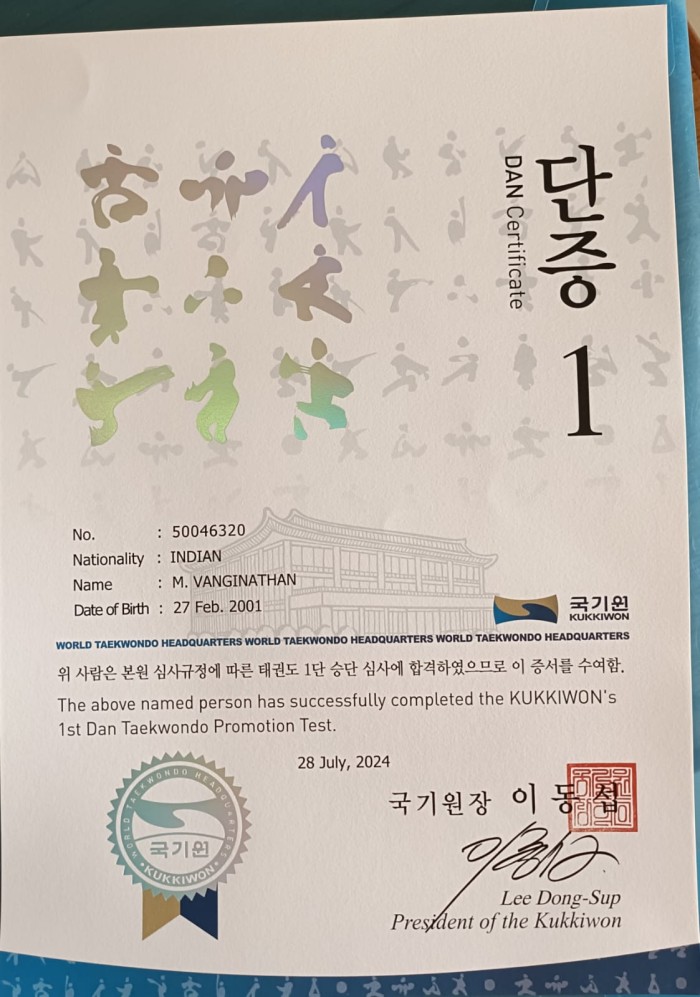 단증
DAN Certificate
1
No. : 50046320
Nationality : INDIAN
Name : M. VANGINATHAN
Date of Birth : 27 Feb. 2001
국기원
KUKKIWON
WORLD TAEKWONDO HEADQUARTERS WORLD TAEKWONDO HEADQUARTERS WORLD TAEKWONDO HEADQUARTERS
위 사람은 본원 심사규정에 따른 태권도 1단 승단 심사에 합격하였으므로 이 증서를 수여함.
The above named person has successfully completed the KUKKIWON's
1st Dan Taekwondo Promotion Test.
28 July, 2024
국기원장 이동섭
WORLD TAEKWONDO HEADQUARTERS
국기원
KUKKIWON
Lee Dong-Sup
President of the Kukkiwon